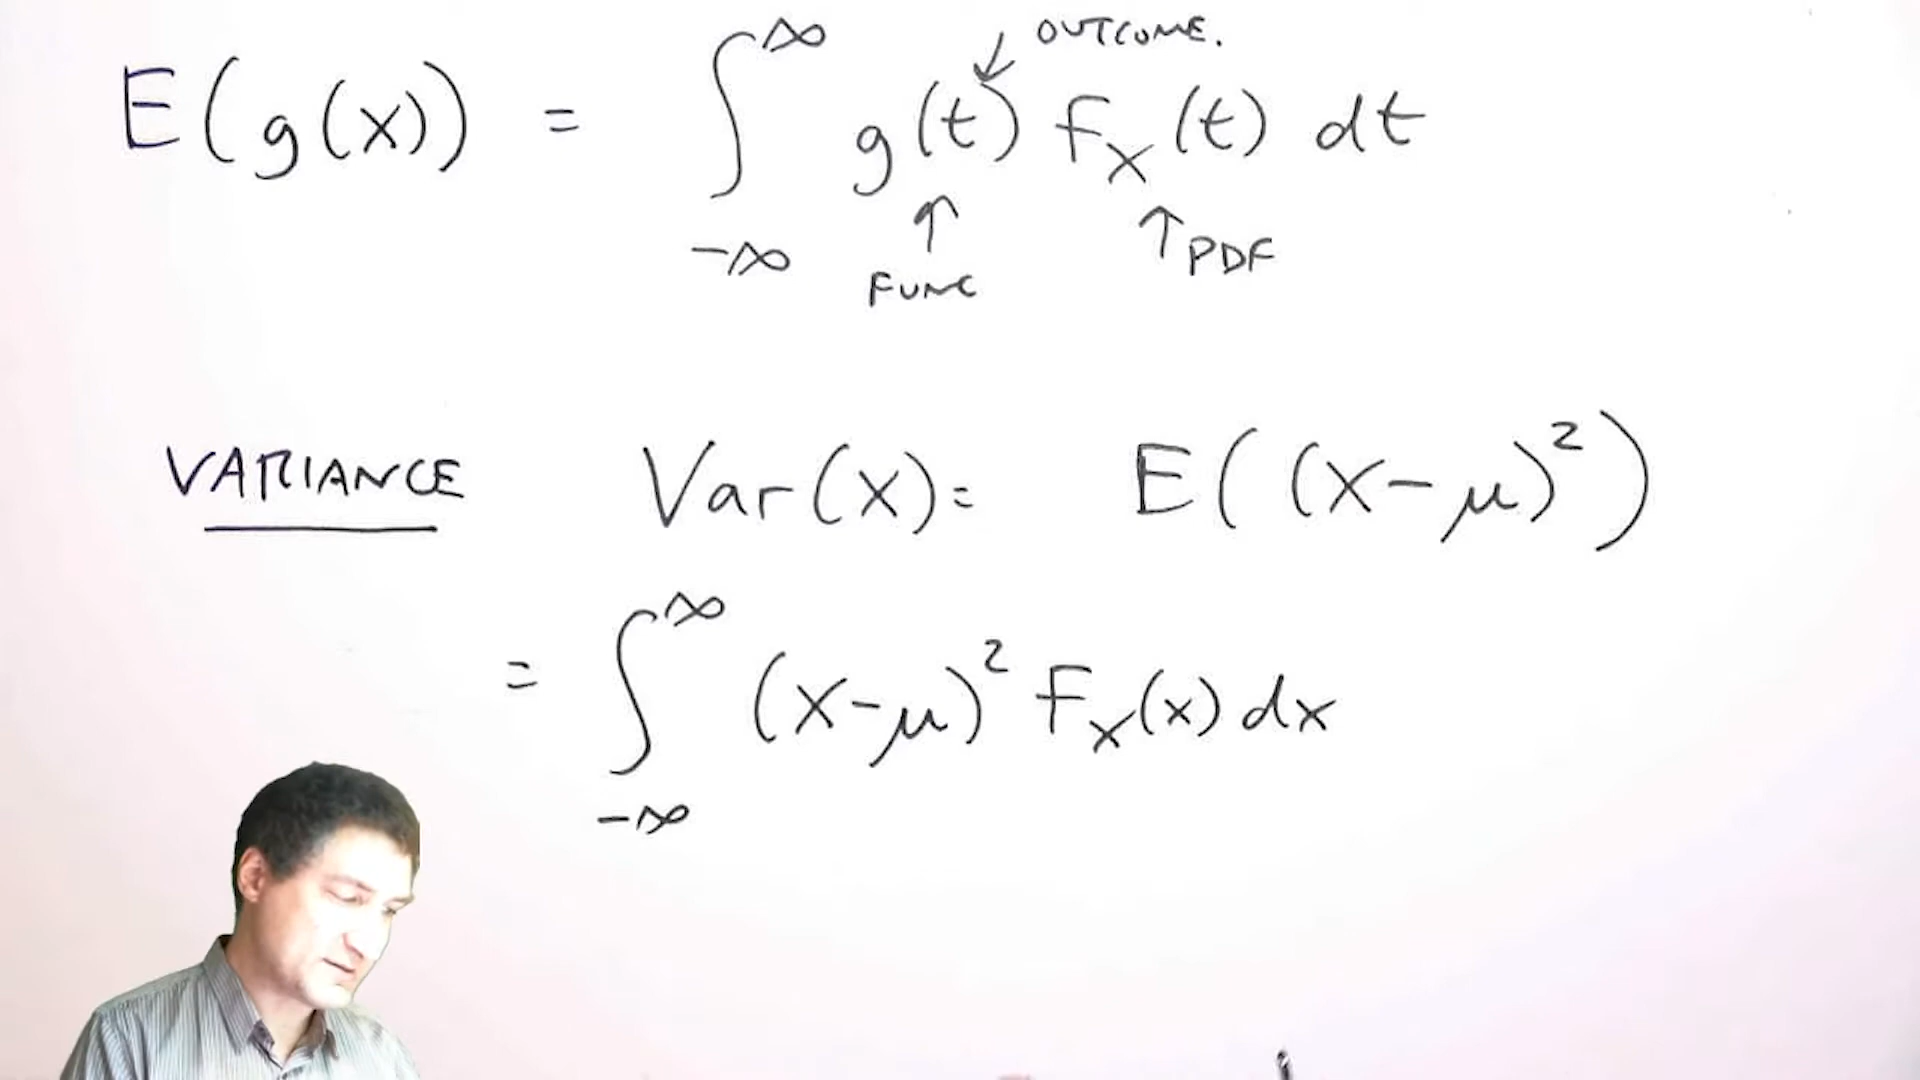 OUTCOME.
E(g(x)) = ∫_{-∞}^{∞} g(t) f_X(t) dt
FUNC
PDF
VARIANCE Var(X) = E((X-μ)²)
= ∫_{-∞}^{∞} (x-μ)² f_X(x) dx